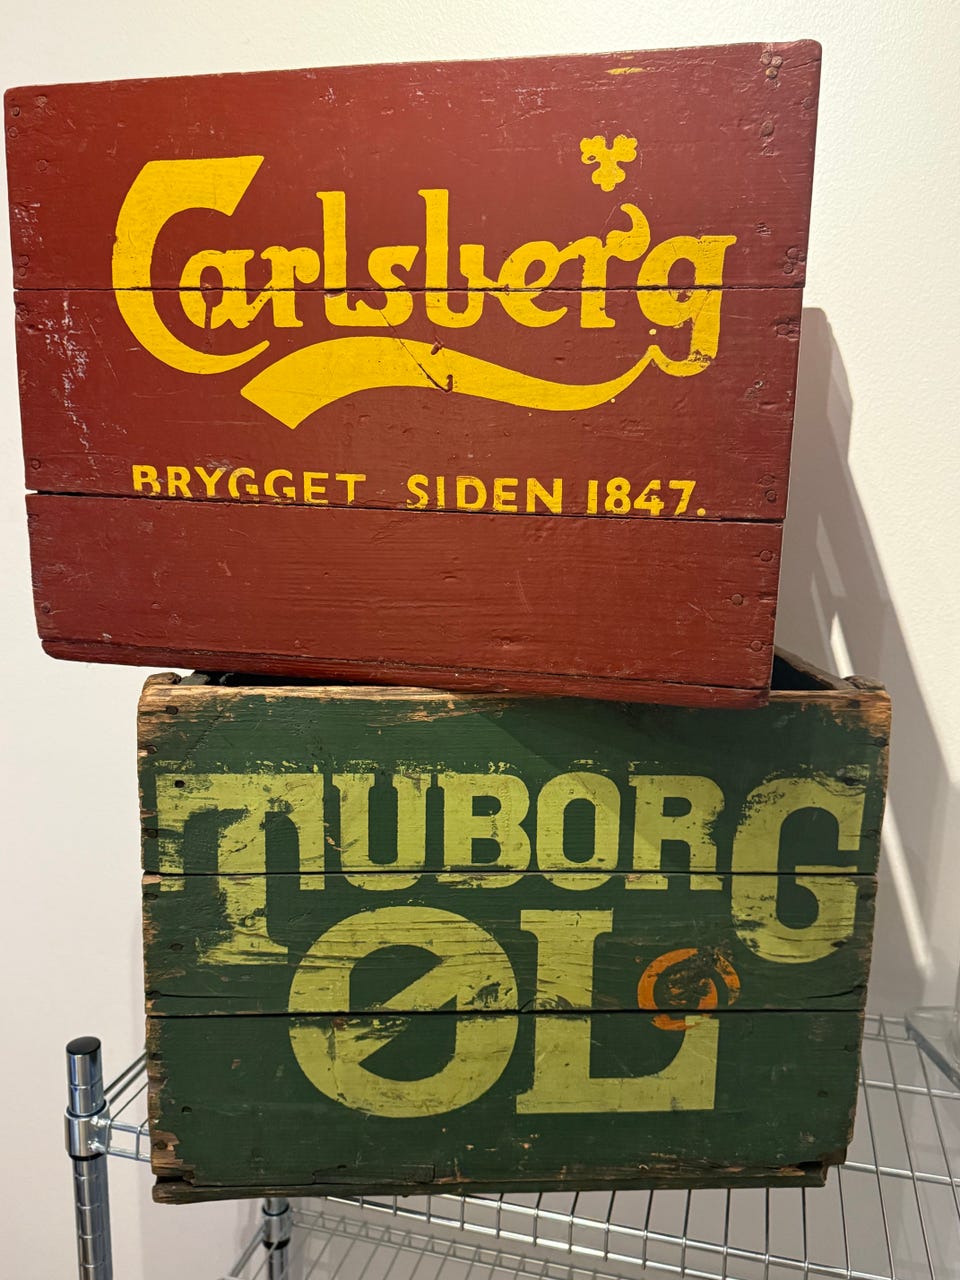 Carlsberg
BRYGGET SIDEN 1847.
TUBORG
ØL